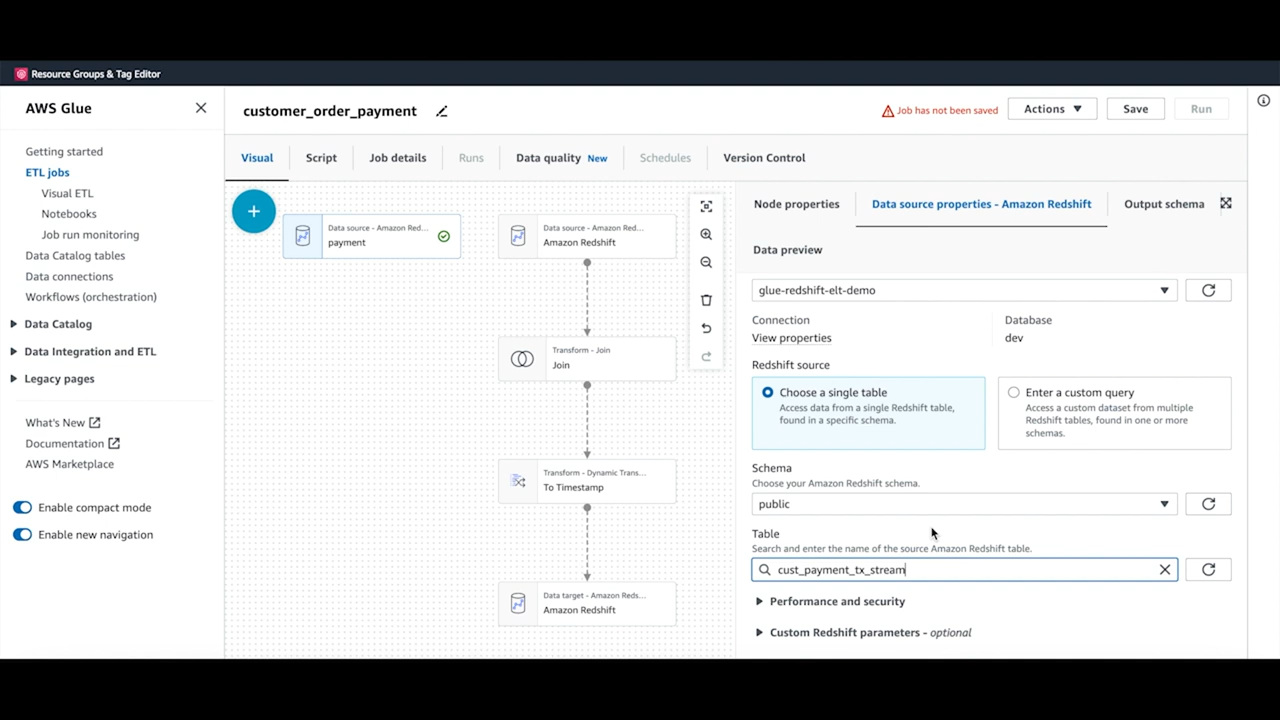 Resource Groups & Tag Editor
AWS Glue
Getting started
ETL jobs
Visual ETL
Notebooks
Job run monitoring
Data Catalog tables
Data connections
Workflows (orchestration)
Data Catalog
Data Integration and ETL
Legacy pages
What's New
Documentation
AWS Marketplace
Enable compact mode
Enable new navigation
customer_order_payment
Job has not been saved
Actions
Save
Run
Visual
Script
Job details
Runs
Data quality New
Schedules
Version Control
+
Data source - Amazon Red...
payment
Data source - Amazon Red...
Amazon Redshift
Transform - Join
Join
Transform - Dynamic Trans...
To Timestamp
Data target - Amazon Reds...
Amazon Redshift
Node properties
Data source properties - Amazon Redshift
Output schema
Data preview
glue-redshift-elt-demo
Connection
View properties
Database
dev
Redshift source
Choose a single table
Access data from a single Redshift table,
found in a specific schema.
Enter a custom query
Access a custom dataset from multiple
Redshift tables, found in one or more
schemas.
Schema
Choose your Amazon Redshift schema.
public
Table
Search and enter the name of the source Amazon Redshift table.
cust_payment_tx_stream
Performance and security
Custom Redshift parameters - optional